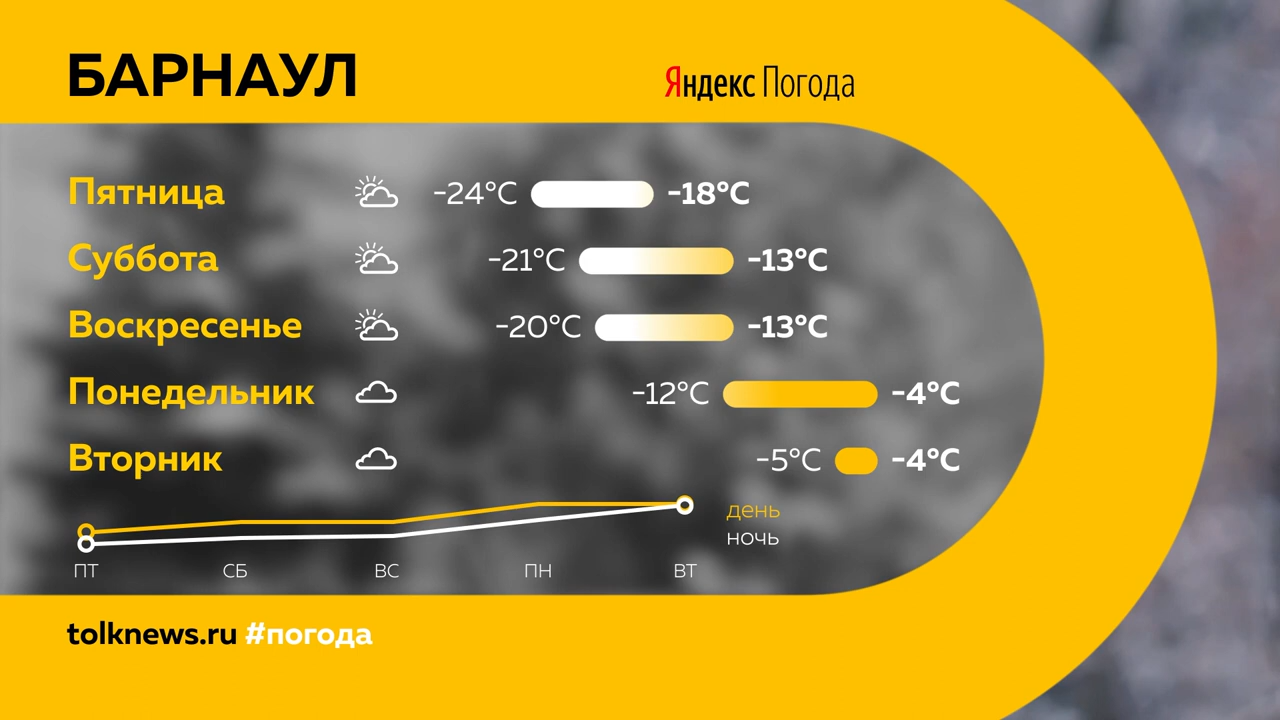 БАРНАУЛ
Яндекс Погода
Пятница -24°C -18°C
Суббота -21°C -13°C
Воскресенье -20°C -13°C
Понедельник -12°C -4°C
Вторник -5°C -4°C
день
ночь
ПТ СБ ВС ПН ВТ
tolknews.ru #погода